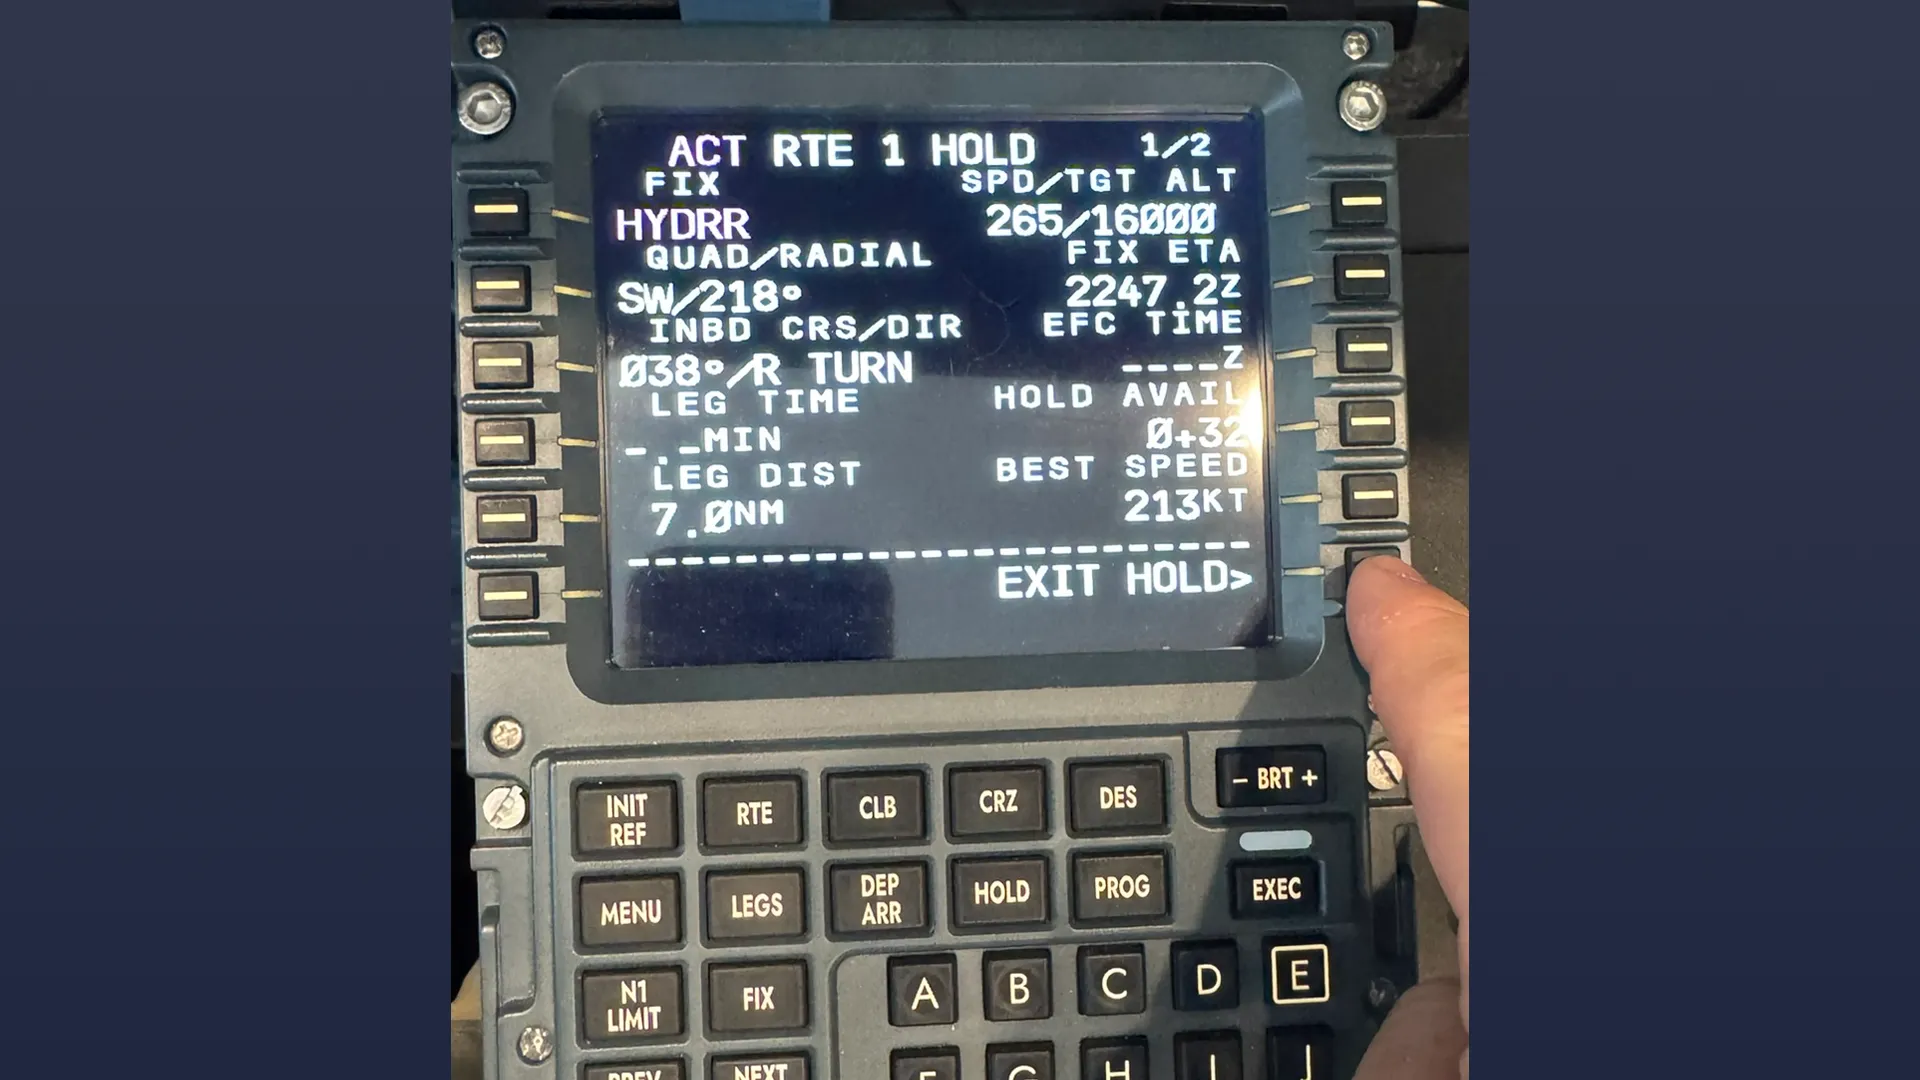 ACT RTE 1 HOLD 1/2
FIX SPD/TGT ALT
HYDRR 265/16000
QUAD/RADIAL FIX ETA
SW/218° 2247.2Z
INBD CRS/DIR EFC TIME
038°/R TURN ----Z
LEG TIME HOLD AVAIL
-.-MIN 0+32
LEG DIST BEST SPEED
7.0NM 213KT
------------------------
EXIT HOLD>
- BRT +
INIT REF RTE CLB CRZ DES
MENU LEGS DEP ARR HOLD PROG EXEC
N1 LIMIT FIX A B C D E
PREV NEXT F G H I J